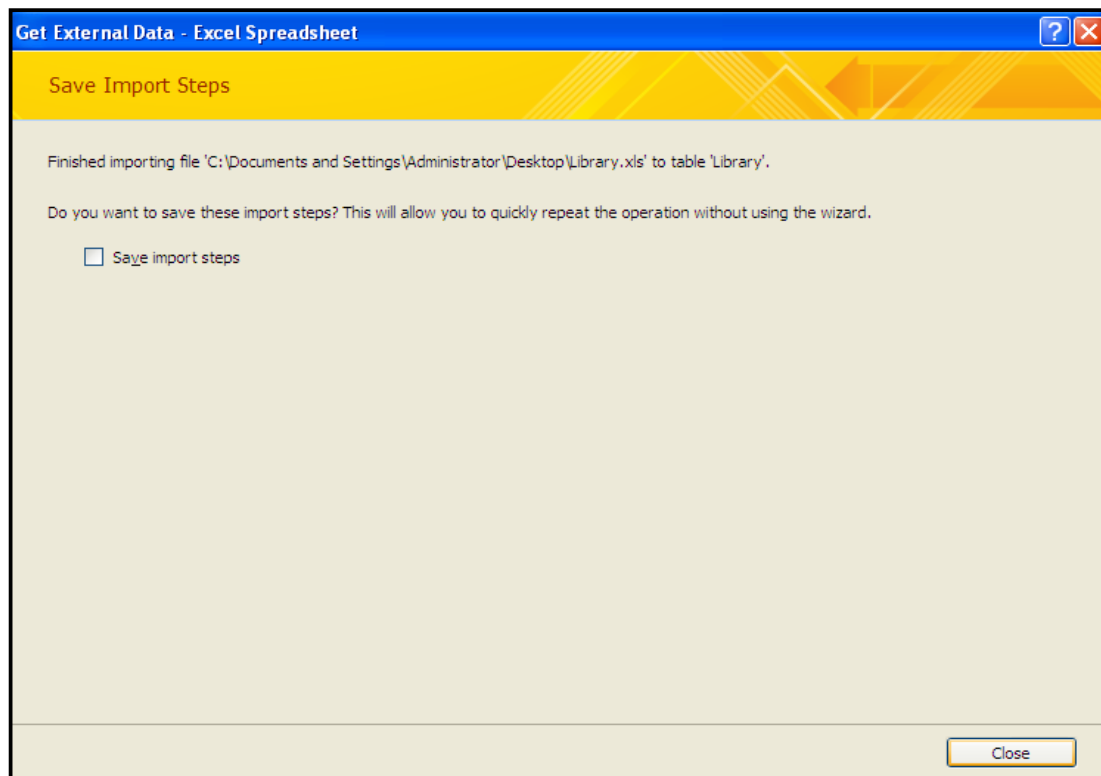 Get External Data - Excel Spreadsheet
Save Import Steps
Finished importing file 'C:\Documents and Settings\Administrator\Desktop\Library.xls' to table 'Library'.
Do you want to save these import steps? This will allow you to quickly repeat the operation without using the wizard.
Save import steps
Close